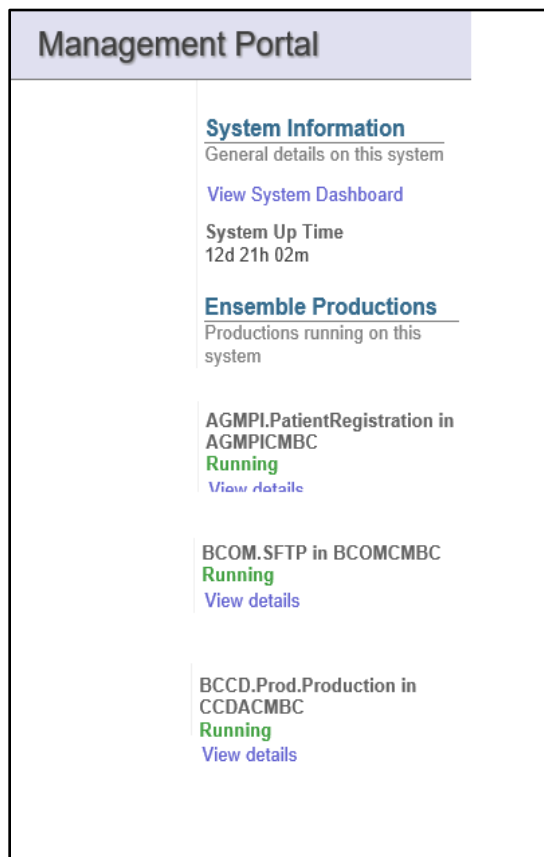 Management Portal
System Information
General details on this system
View System Dashboard
System Up Time
12d 21h 02m
Ensemble Productions
Productions running on this
system
AGMPI.PatientRegistration in
AGMPICMBC
Running
View details
BCOM.SFTP in BCOMCMBC
Running
View details
BCCD.Prod.Production in
CCDACMBC
Running
View details